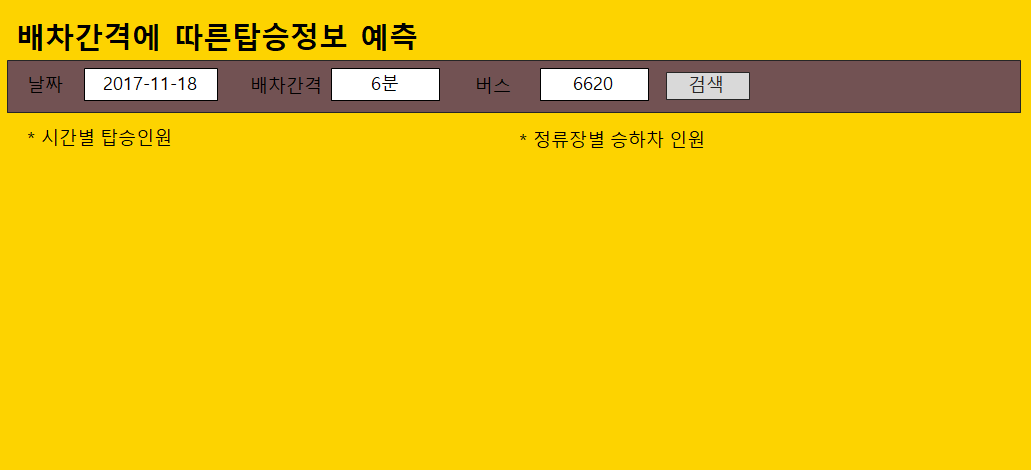 배차간격에 따른탑승정보 예측
날짜 2017-11-18 배차간격 6분 버스 6620 검색
* 시간별 탑승인원 * 정류장별 승하차 인원